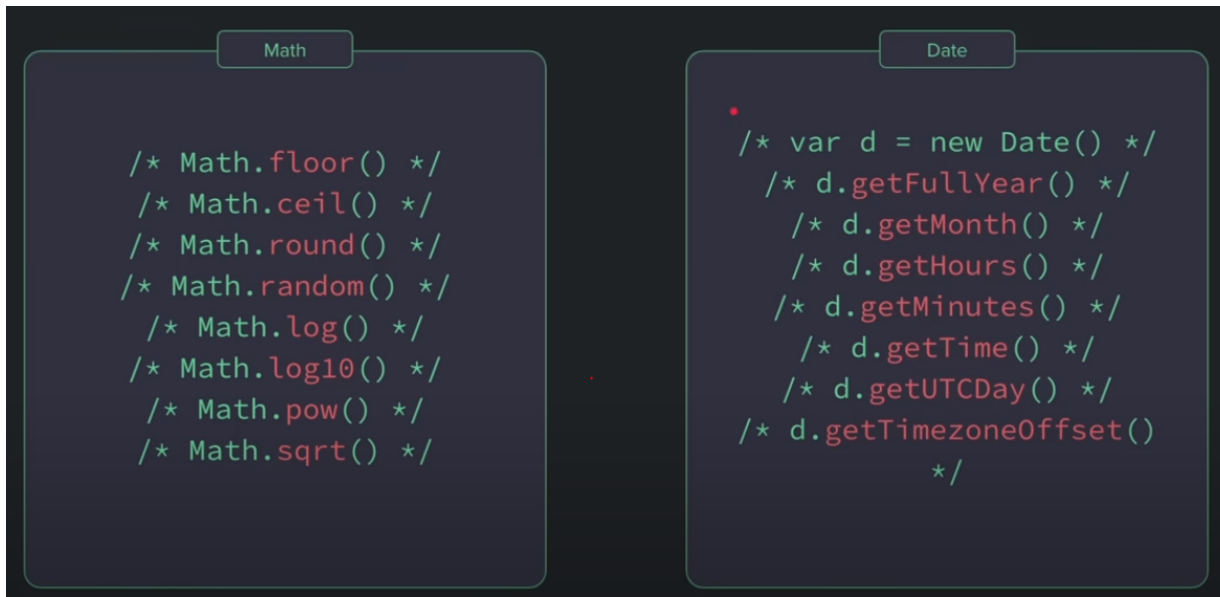 Math
/* Math.floor() */
/* Math.ceil() */
/* Math.round() */
/* Math.random() */
/* Math.log() */
/* Math.log10() */
/* Math.pow() */
/* Math.sqrt() */
Date
/* var d = new Date() */
/* d.getFullYear() */
/* d.getMonth() */
/* d.getHours() */
/* d.getMinutes() */
/* d.getTime() */
/* d.getUTCDay() */
/* d.getTimezoneOffset()
*/